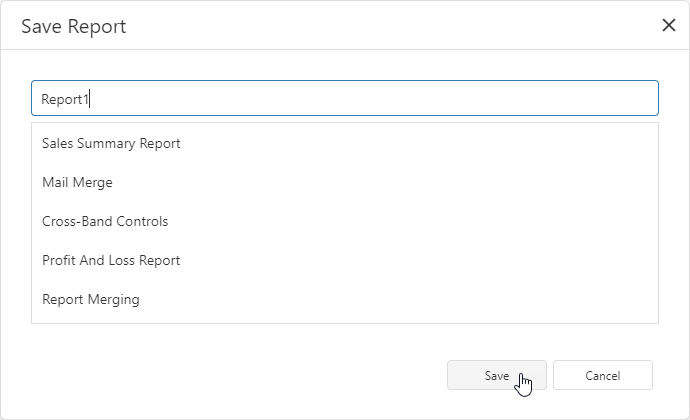 Save Report
Report1
Sales Summary Report
Mail Merge
Cross-Band Controls
Profit And Loss Report
Report Merging
Save
Cancel